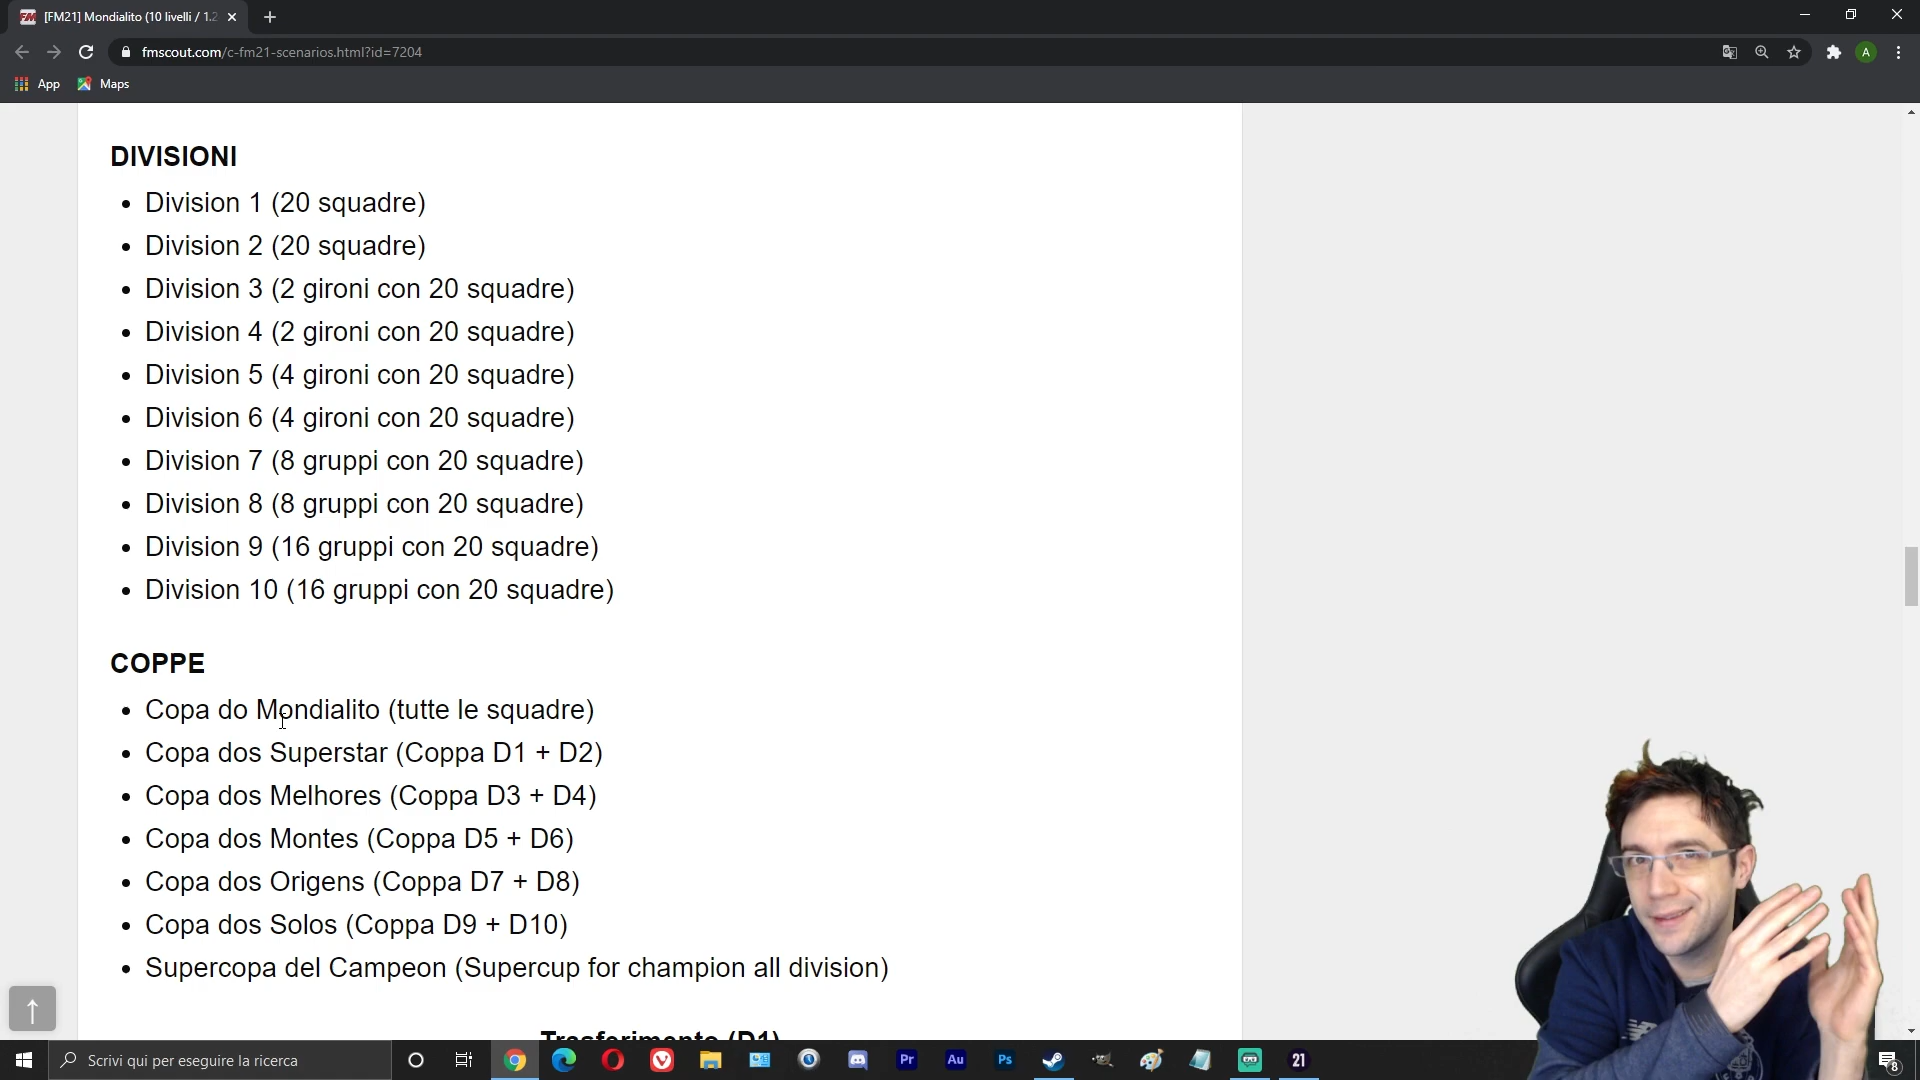 [FM21] Mondialito (10 livelli / 1.2
fmscout.com/c-fm21-scenarios.html?id=7204
A
App
Maps
DIVISIONI
• Division 1 (20 squadre)
• Division 2 (20 squadre)
• Division 3 (2 gironi con 20 squadre)
• Division 4 (2 gironi con 20 squadre)
• Division 5 (4 gironi con 20 squadre)
• Division 6 (4 gironi con 20 squadre)
• Division 7 (8 gruppi con 20 squadre)
• Division 8 (8 gruppi con 20 squadre)
• Division 9 (16 gruppi con 20 squadre)
• Division 10 (16 gruppi con 20 squadre)
COPPE
• Copa do Mondialito (tutte le squadre)
• Copa dos Superstar (Coppa D1 + D2)
• Copa dos Melhores (Coppa D3 + D4)
• Copa dos Montes (Coppa D5 + D6)
• Copa dos Origens (Coppa D7 + D8)
• Copa dos Solos (Coppa D9 + D10)
• Supercopa del Campeon (Supercup for champion all division)
Trasferimento (D1)
Scrivi qui per eseguire la ricerca
Pr
Au
Ps
21
8